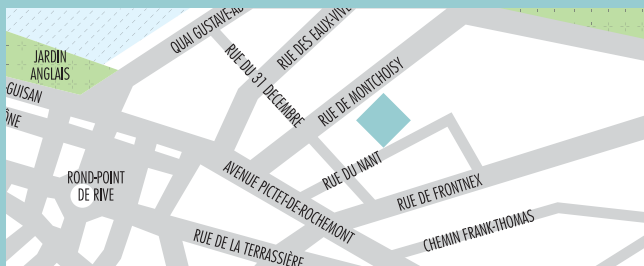 QUAI GUSTAVE-AD
RUE DES EAUX-VIVE
JARDIN
ANGLAIS
RUE DU 31 DÉCEMBRE
RUE DE MONTCHOISY
-GUISAN
ÔNE
AVENUE PICTET-DE-ROCHEMONT
RUE DU NANT
ROND-POINT
DE RIVE
RUE DE FRONTNEX
CHEMIN FRANK-THOMAS
RUE DE LA TERRASSIÈRE